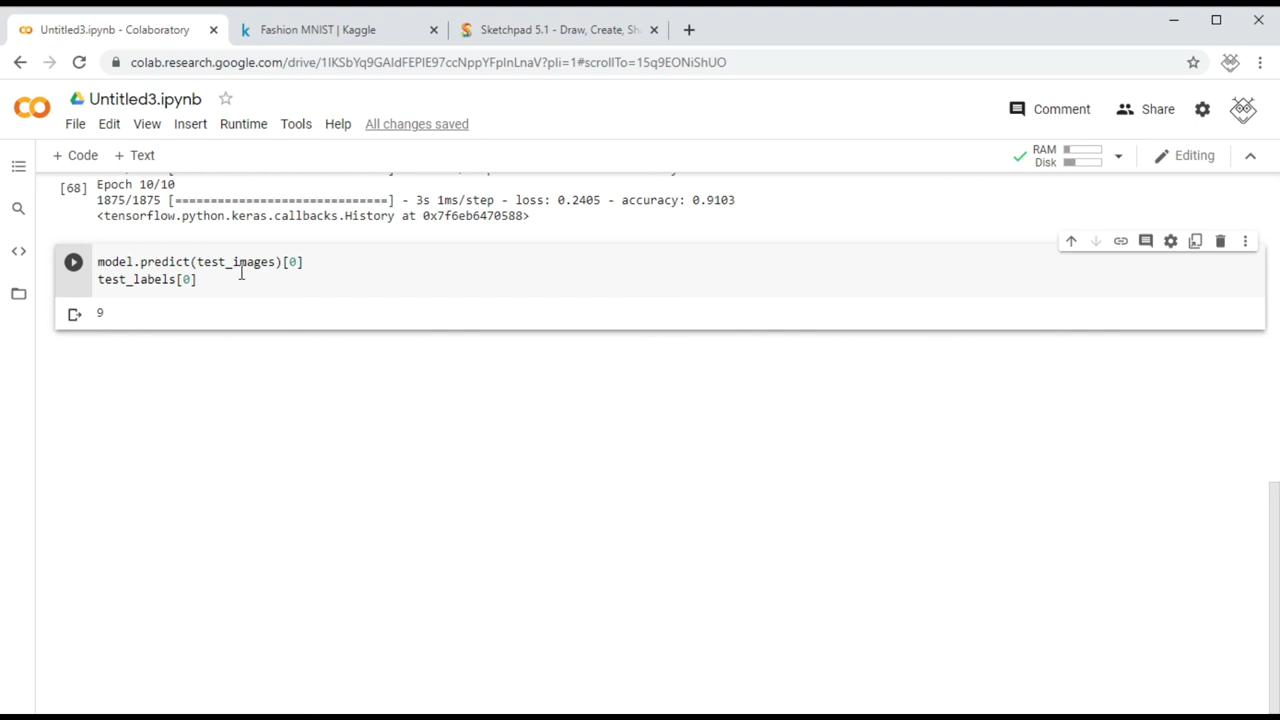 Untitled3.ipynb - Colaboratory
Fashion MNIST | Kaggle
Sketchpad 5.1 - Draw, Create, Sh
colab.research.google.com/drive/1IKSbYq9GAIdFEPIE97ccNppYFpInLnaV?pli=1#scrollTo=15q9EONiShUO
Untitled3.ipynb
Comment
Share
File Edit View Insert Runtime Tools Help All changes saved
+ Code + Text
RAM
Disk
Editing
Epoch 10/10
[68]
1875/1875 [==============================] - 3s 1ms/step - loss: 0.2405 - accuracy: 0.9103
<tensorflow.python.keras.callbacks.History at 0x7f6eb6470588>
model.predict(test_images)[0]
test_labels[0]
9